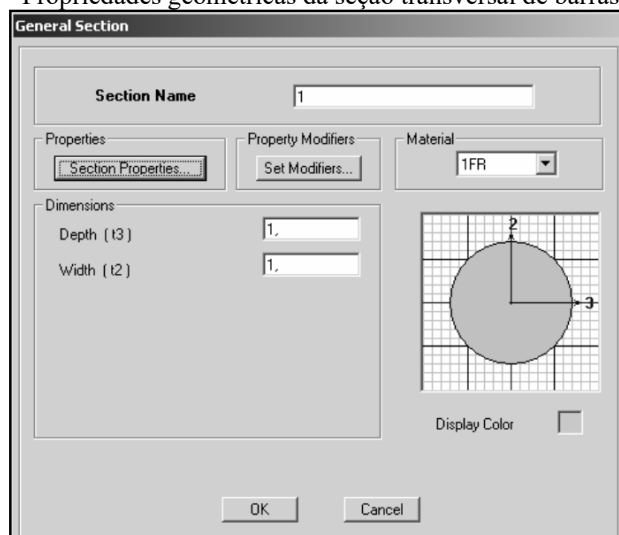 Propriedades geométricas da seção transversal de barras
General Section
Section Name 1
Properties Property Modifiers Material
Section Properties... Set Modifiers... 1FR
Dimensions
Depth ( t3 ) 1,
Width ( t2 ) 1,
2
3
Display Color
OK Cancel